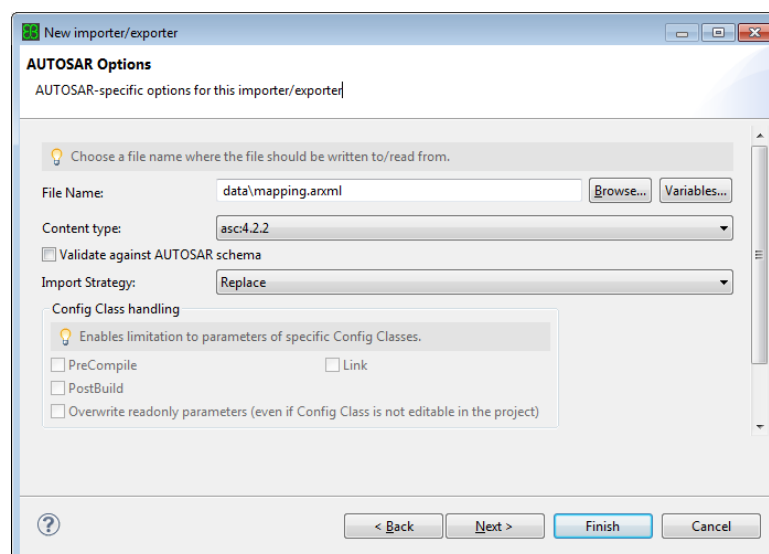 New importer/exporter
AUTOSAR Options
AUTOSAR-specific options for this importer/exporter
Choose a file name where the file should be written to/read from.
File Name: data\mapping.arxml Browse... Variables...
Content type: asc:4.2.2
Validate against AUTOSAR schema
Import Strategy: Replace
Config Class handling
Enables limitation to parameters of specific Config Classes.
PreCompile Link
PostBuild
Overwrite readonly parameters (even if Config Class is not editable in the project)
? < Back Next > Finish Cancel